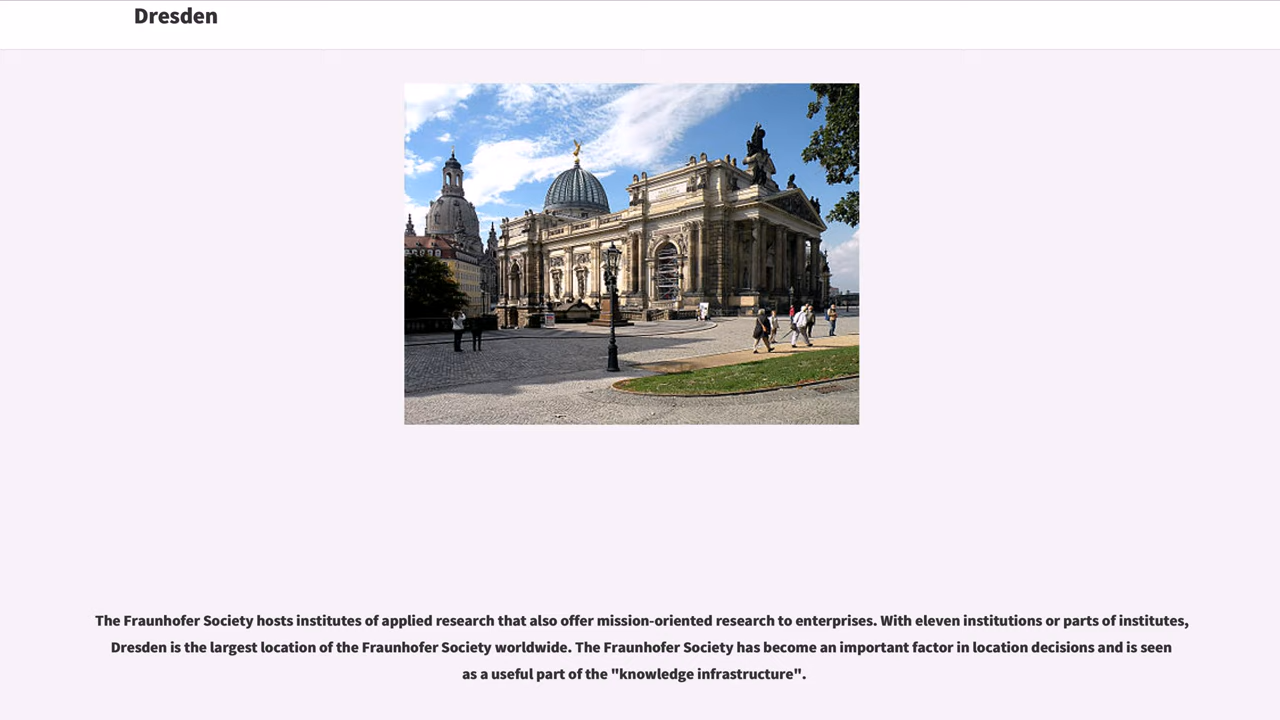 Dresden
The Fraunhofer Society hosts institutes of applied research that also offer mission-oriented research to enterprises. With eleven institutions or parts of institutes,
Dresden is the largest location of the Fraunhofer Society worldwide. The Fraunhofer Society has become an important factor in location decisions and is seen
as a useful part of the "knowledge infrastructure".